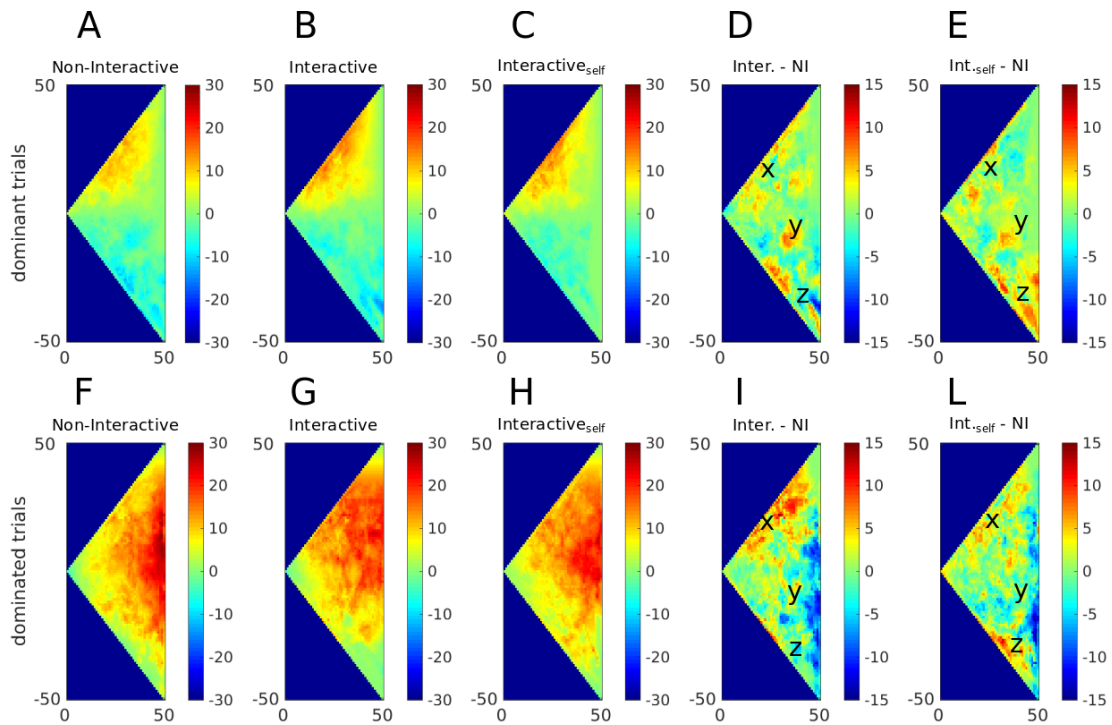 A B C D E
Non-Interactive Interactive Interactiveself Inter. - NI Int.self - NI
dominant trials
50 30 50 30 50 30 50 15 50 15
20 20 20 10 10
x x
10 10 10 5 5
0 0 0 0 0
y y
-10 -10 -10 -5 -5
z z
-20 -20 -20 -10 -10
-50 -30 -50 -30 -50 -30 -50 -15 -50 -15
0 50 0 50 0 50 0 50 0 50
F G H I L
Non-Interactive Interactive Interactiveself Inter. - NI Int.self - NI
dominated trials
50 30 50 30 50 30 50 15 50 15
20 20 20 10 10
x x
10 10 10 5 5
0 0 0 0 0
y y
-10 -10 -10 -5 -5
z z
-20 -20 -20 -10 -10
-50 -30 -50 -30 -50 -30 -50 -15 -50 -15
0 50 0 50 0 50 0 50 0 50